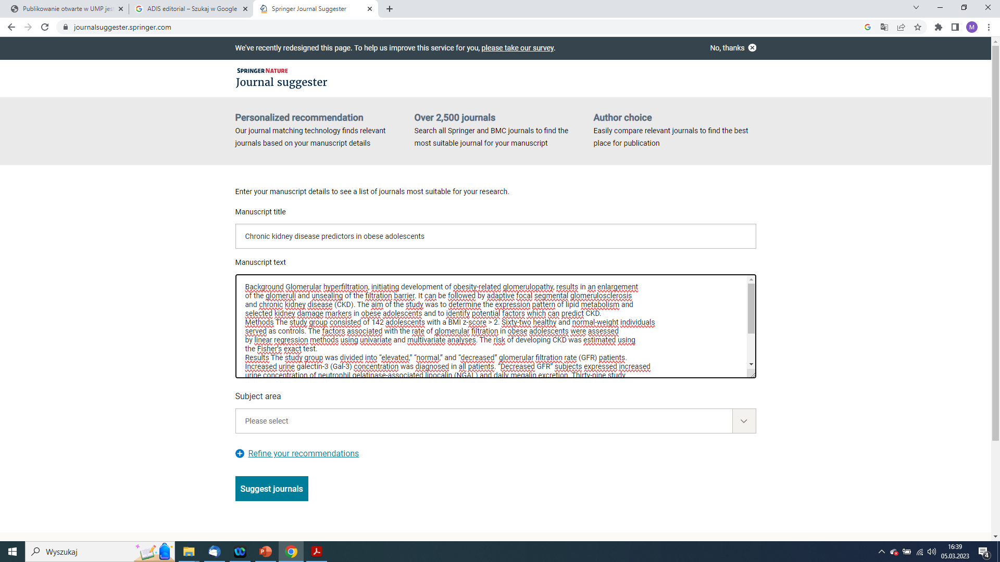 Publikowanie otwarte w UMP jes
ADIS editorial – Szukaj w Google
Springer Journal Suggester
journalsuggester.springer.com
M
We've recently redesigned this page. To help us improve this service for you, please take our survey.
No, thanks
SPRINGER NATURE
Journal suggester
Personalized recommendation
Our journal matching technology finds relevant
journals based on your manuscript details
Over 2,500 journals
Search all Springer and BMC journals to find the
most suitable journal for your manuscript
Author choice
Easily compare relevant journals to find the best
place for publication
Enter your manuscript details to see a list of journals most suitable for your research.
Manuscript title
Chronic kidney disease predictors in obese adolescents
Manuscript text
Background Glomerular hyperfiltration, initiating development of obesity-related glomerulopathy, results in an enlargement
of the glomeruli and unsealing of the filtration barrier. It can be followed by adaptive focal segmental glomerulosclerosis
and chronic kidney disease (CKD). The aim of the study was to determine the expression pattern of lipid metabolism and
selected kidney damage markers in obese adolescents and to identify potential factors which can predict CKD.
Methods The study group consisted of 142 adolescents with a BMI z-score > 2. Sixty-two healthy and normal-weight individuals
served as controls. The factors associated with the rate of glomerular filtration in obese adolescents were assessed
by linear regression methods using univariate and multivariate analyses. The risk of developing CKD was estimated using
the Fisher's exact test.
Results The study group was divided into “elevated,” “normal,” and “decreased” glomerular filtration rate (GFR) patients.
Increased urine galectin-3 (Gal-3) concentration was diagnosed in all patients. “Decreased GFR” subjects expressed increased
urine concentration of neutrophil gelatinase-associated lipocalin (NGAL) and daily megalin excretion. Thirty-nine study
Subject area
Please select
Refine your recommendations
Suggest journals
Wyszukaj
16:39
05.03.2023
4